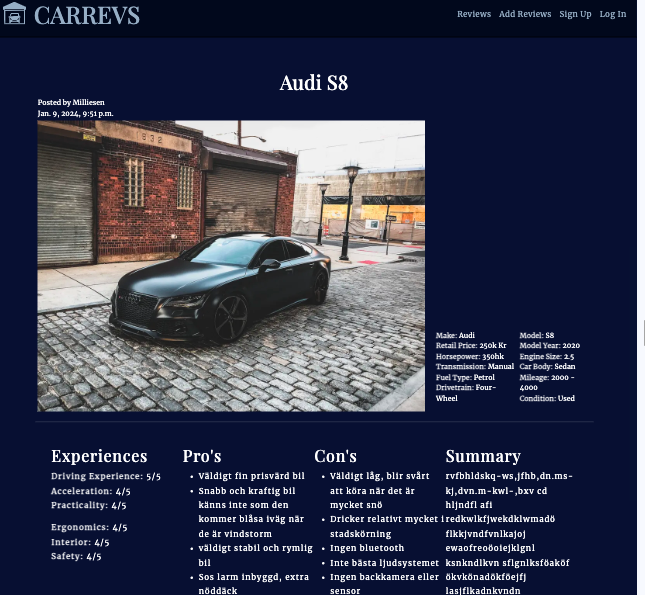 CARREVS
Reviews Add Reviews Sign Up Log In
Audi S8
Posted by Milliesen
Jan. 9, 2024, 9:51 p.m.
Make: Audi
Retail Price: 250k Kr
Horsepower: 350hk
Transmission: Manual
Fuel Type: Petrol
Drivetrain: Four-
Wheel
Model: S8
Model Year: 2020
Engine Size: 2.5
Car Body: Sedan
Mileage: 2000 -
4000
Condition: Used
Experiences
Driving Experience: 5/5
Acceleration: 4/5
Practicality: 4/5
Ergonomics: 4/5
Interior: 4/5
Safety: 4/5
Pro's
• Väldigt fin prisvärd bil
• Snabb och kraftig bil
känns inte som den
kommer blåsa iväg när
de är vindstorm
• väldigt stabil och rymlig
bil
• Sos larm inbyggd, extra
nöddäck
Con's
• Väldigt låg, blir svårt
att köra när det är
mycket snö
• Dricker relativt mycket i
stadskörning
• Ingen bluetooth
• Inte bästa ljudsystemet
• Ingen backkamera eller
sensor
Summary
rvfbhldskq-ws,jfhb,dn.ms-
kj,dvn.m-kwl-,bxv cd
hljndfl afi
redkwlkfjwekdklwmadö
flkkjvndfvnlkajoj
ewaofreoöoiejklgnl
ksnkndlkvn sflgnlksföaköf
ökvkönadökföejfj
lasjflkadnkvndn